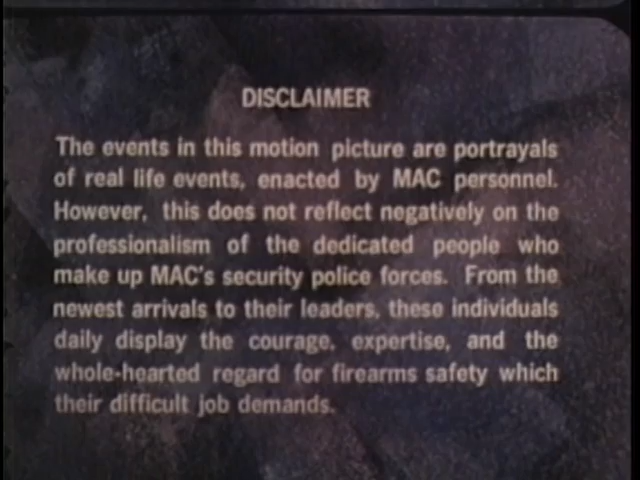 DISCLAIMER
The events in this motion picture are portrayals
of real life events, enacted by MAC personnel.
However, this does not reflect negatively on the
professionalism of the dedicated people who
make up MAC's security police forces. From the
newest arrivals to their leaders, these individuals
daily display the courage, expertise, and the
whole-hearted regard for firearms safety which
their difficult job demands.